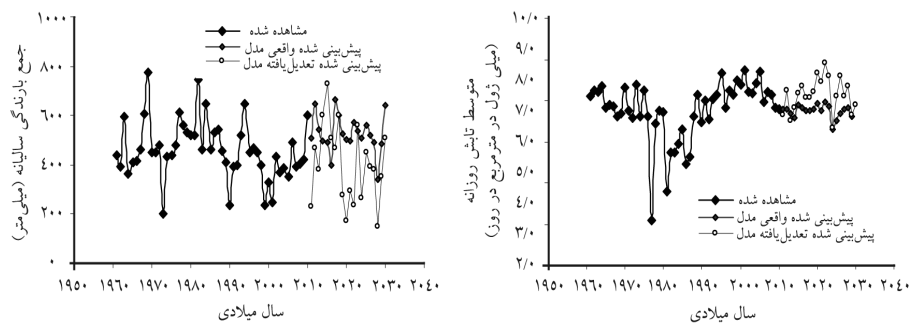 جمع بارندگی سالیانه (میلی‌متر)
۱۰۰۰
۸۰۰
۶۰۰
۴۰۰
۲۰۰
۰
مشاهده شده
پیش‌بینی شده واقعی مدل
پیش‌بینی شده تعدیل‌یافته مدل
۱۹۵۰ ۱۹۶۰ ۱۹۷۰ ۱۹۸۰ ۱۹۹۰ ۲۰۰۰ ۲۰۱۰ ۲۰۲۰ ۲۰۳۰ ۲۰۴۰
سال میلادی
متوسط تابش روزانه
(میلی ژول در مترمربع در روز)
۱۰/۰
۹/۰
۸/۰
۷/۰
۶/۰
۵/۰
۴/۰
۳/۰
۲/۰
مشاهده شده
پیش‌بینی شده واقعی مدل
پیش‌بینی شده تعدیل‌یافته مدل
۱۹۵۰ ۱۹۶۰ ۱۹۷۰ ۱۹۸۰ ۱۹۹۰ ۲۰۰۰ ۲۰۱۰ ۲۰۲۰ ۲۰۳۰ ۲۰۴۰
سال میلادی